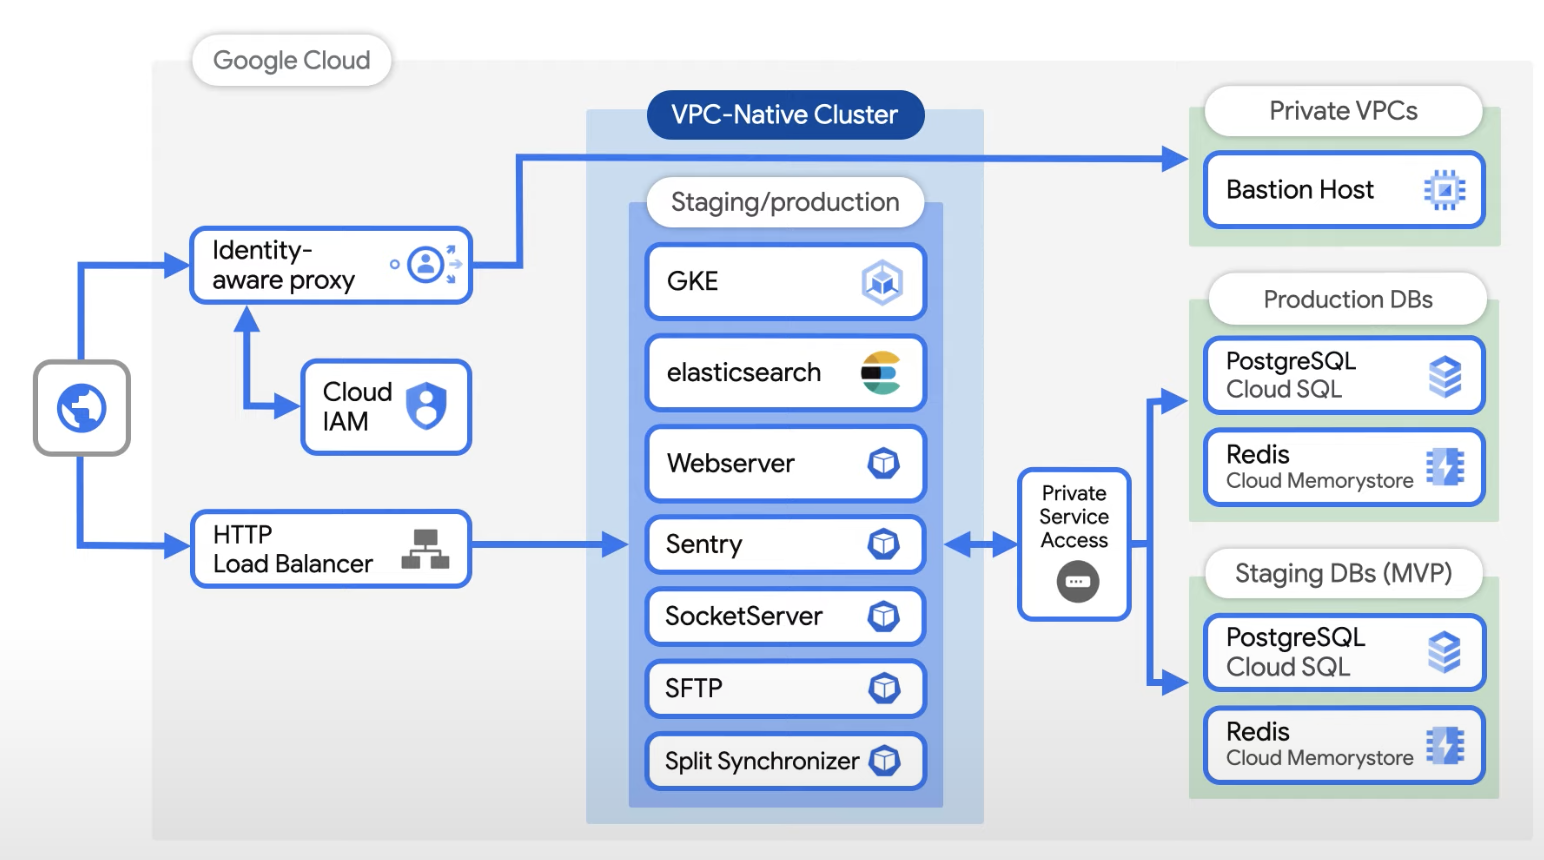 Google Cloud
VPC-Native Cluster
Private VPCs
Bastion Host
Staging/production
Identity-
aware proxy
GKE
Production DBs
PostgreSQL
Cloud SQL
elasticsearch
Cloud
IAM
Webserver
Redis
Cloud Memorystore
Private
Service
Access
HTTP
Load Balancer
Sentry
Staging DBs (MVP)
SocketServer
PostgreSQL
Cloud SQL
SFTP
Redis
Cloud Memorystore
Split Synchronizer